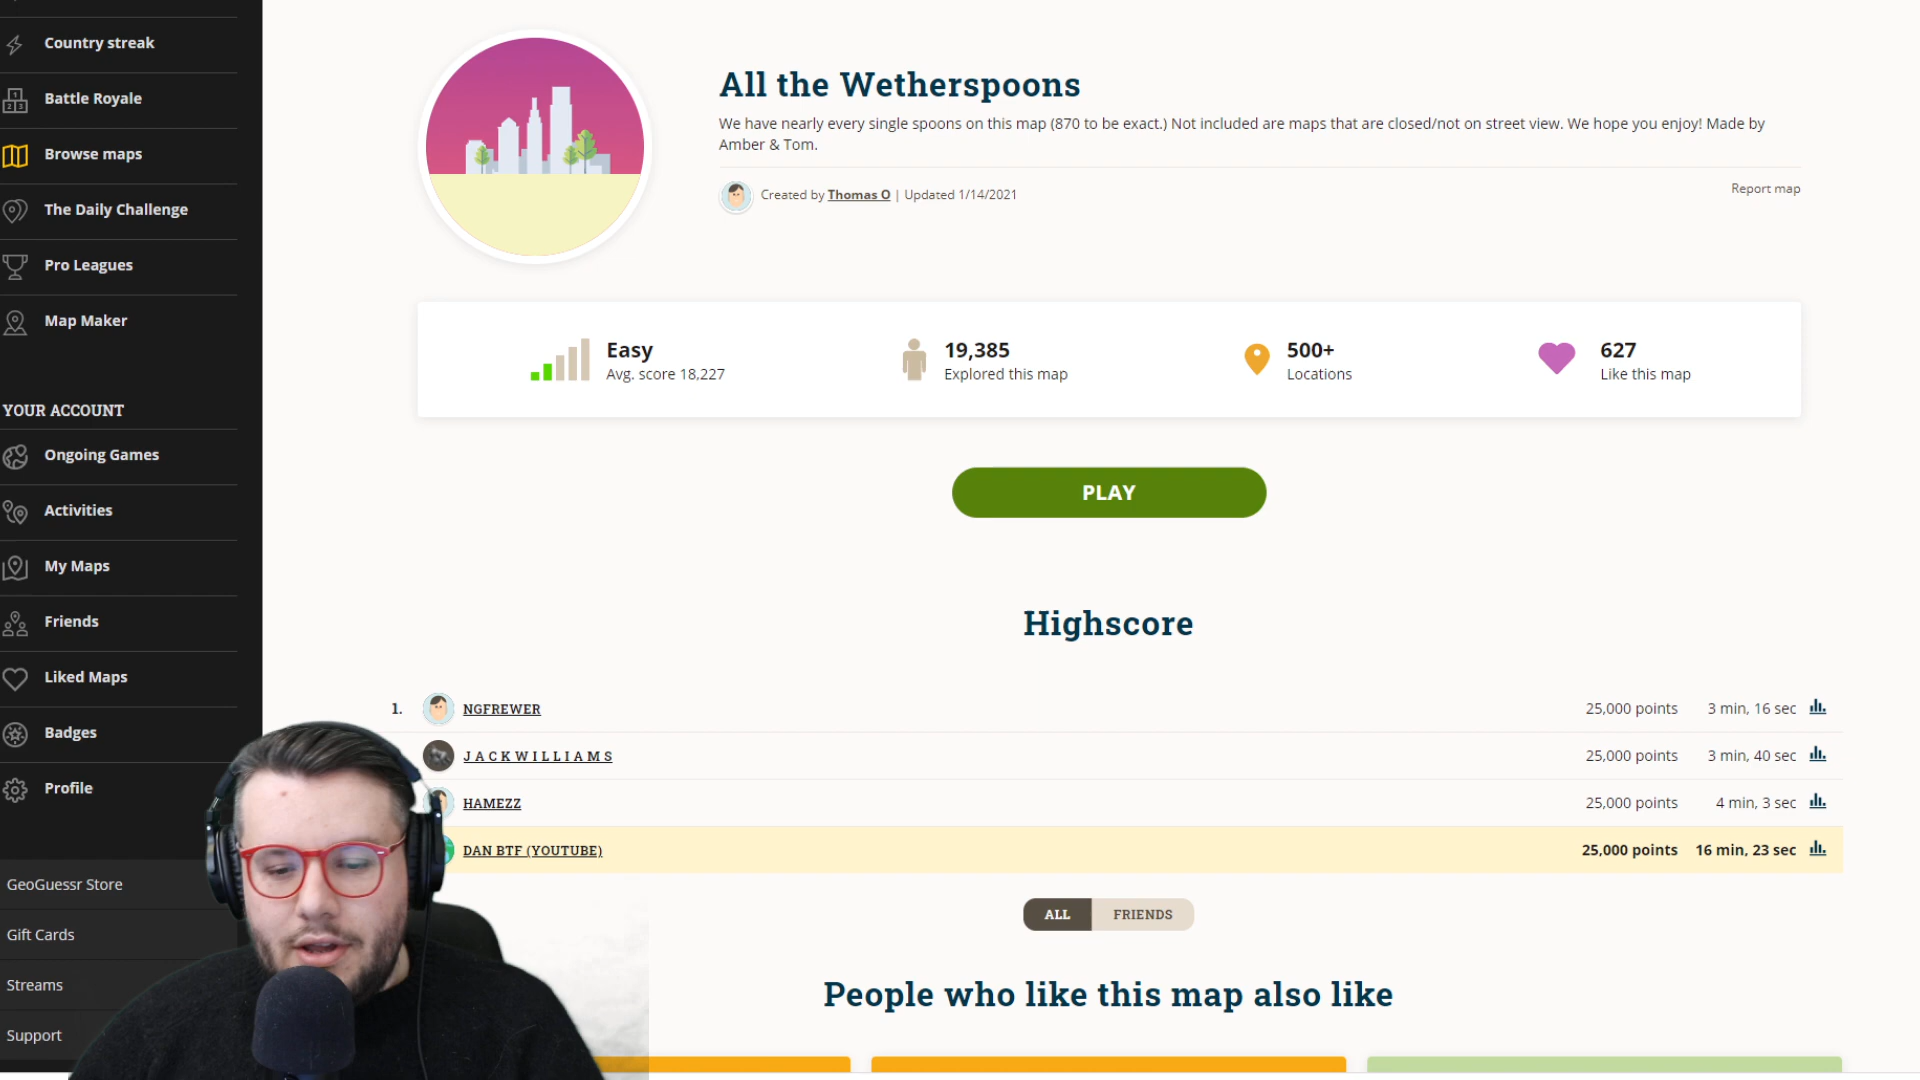 Country streak
Battle Royale
Browse maps
The Daily Challenge
Pro Leagues
Map Maker
YOUR ACCOUNT
Ongoing Games
Activities
My Maps
Friends
Liked Maps
Badges
Profile
GeoGuessr Store
Gift Cards
Streams
Support
All the Wetherspoons
We have nearly every single spoons on this map (870 to be exact.) Not included are maps that are closed/not on street view. We hope you enjoy! Made by
Amber & Tom.
Created by Thomas O | Updated 1/14/2021
Report map
Easy
Avg. score 18,227
19,385
Explored this map
500+
Locations
627
Like this map
PLAY
Highscore
1. NGFREWER 25,000 points 3 min, 16 sec
J A C K W I L L I A M S 25,000 points 3 min, 40 sec
HAMEZZ 25,000 points 4 min, 3 sec
DAN BTF (YOUTUBE) 25,000 points 16 min, 23 sec
ALL FRIENDS
People who like this map also like